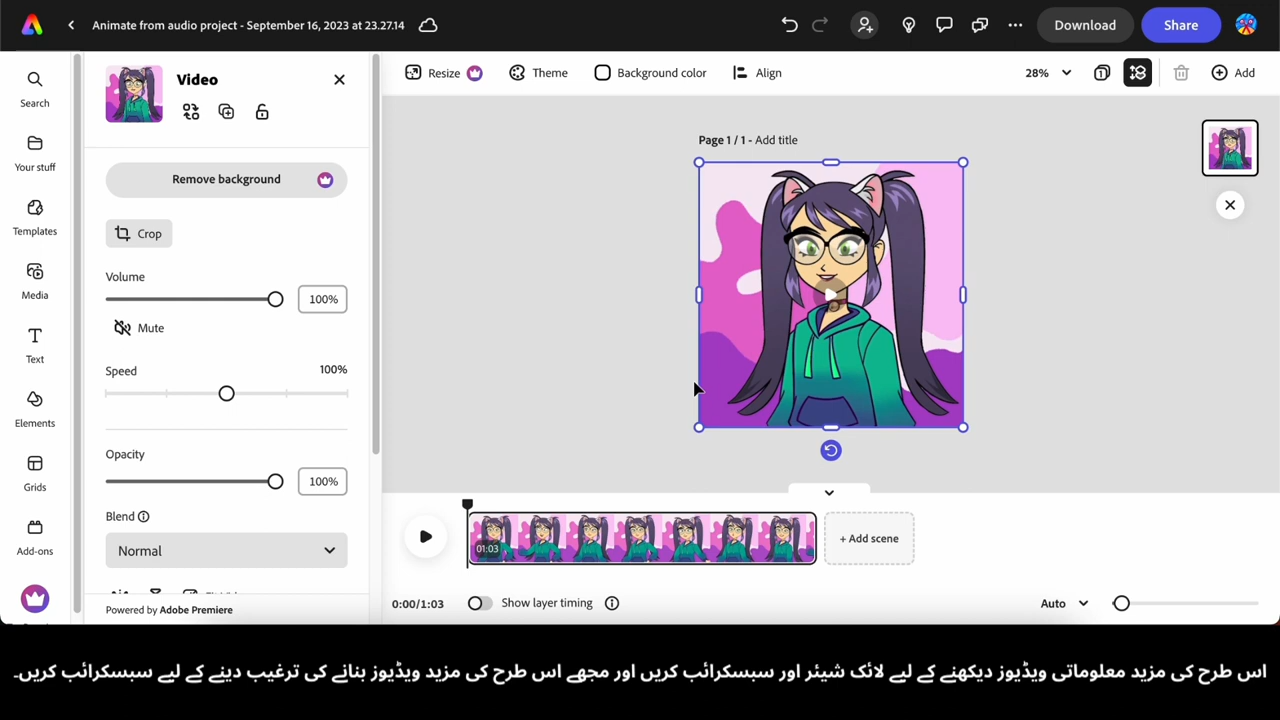 Animate from audio project - September 16, 2023 at 23.27.14
Download
Share
Search
Your stuff
Templates
Media
Text
Elements
Grids
Add-ons
Video
Remove background
Crop
Volume
100%
Mute
Speed
100%
Opacity
100%
Blend
Normal
Powered by Adobe Premiere
Resize
Theme
Background color
Align
28%
1
Add
Page 1 / 1 - Add title
01:03
+ Add scene
0:00/1:03
Show layer timing
Auto
اس طرح کی مزید معلوماتی ویڈیوز دیکھنے کے لیے لائک شیئر اور سبسکرائب کریں اور مجھے اس طرح کی مزید ویڈیوز بنانے کی ترغیب دینے کے لیے سبسکرائب کریں۔